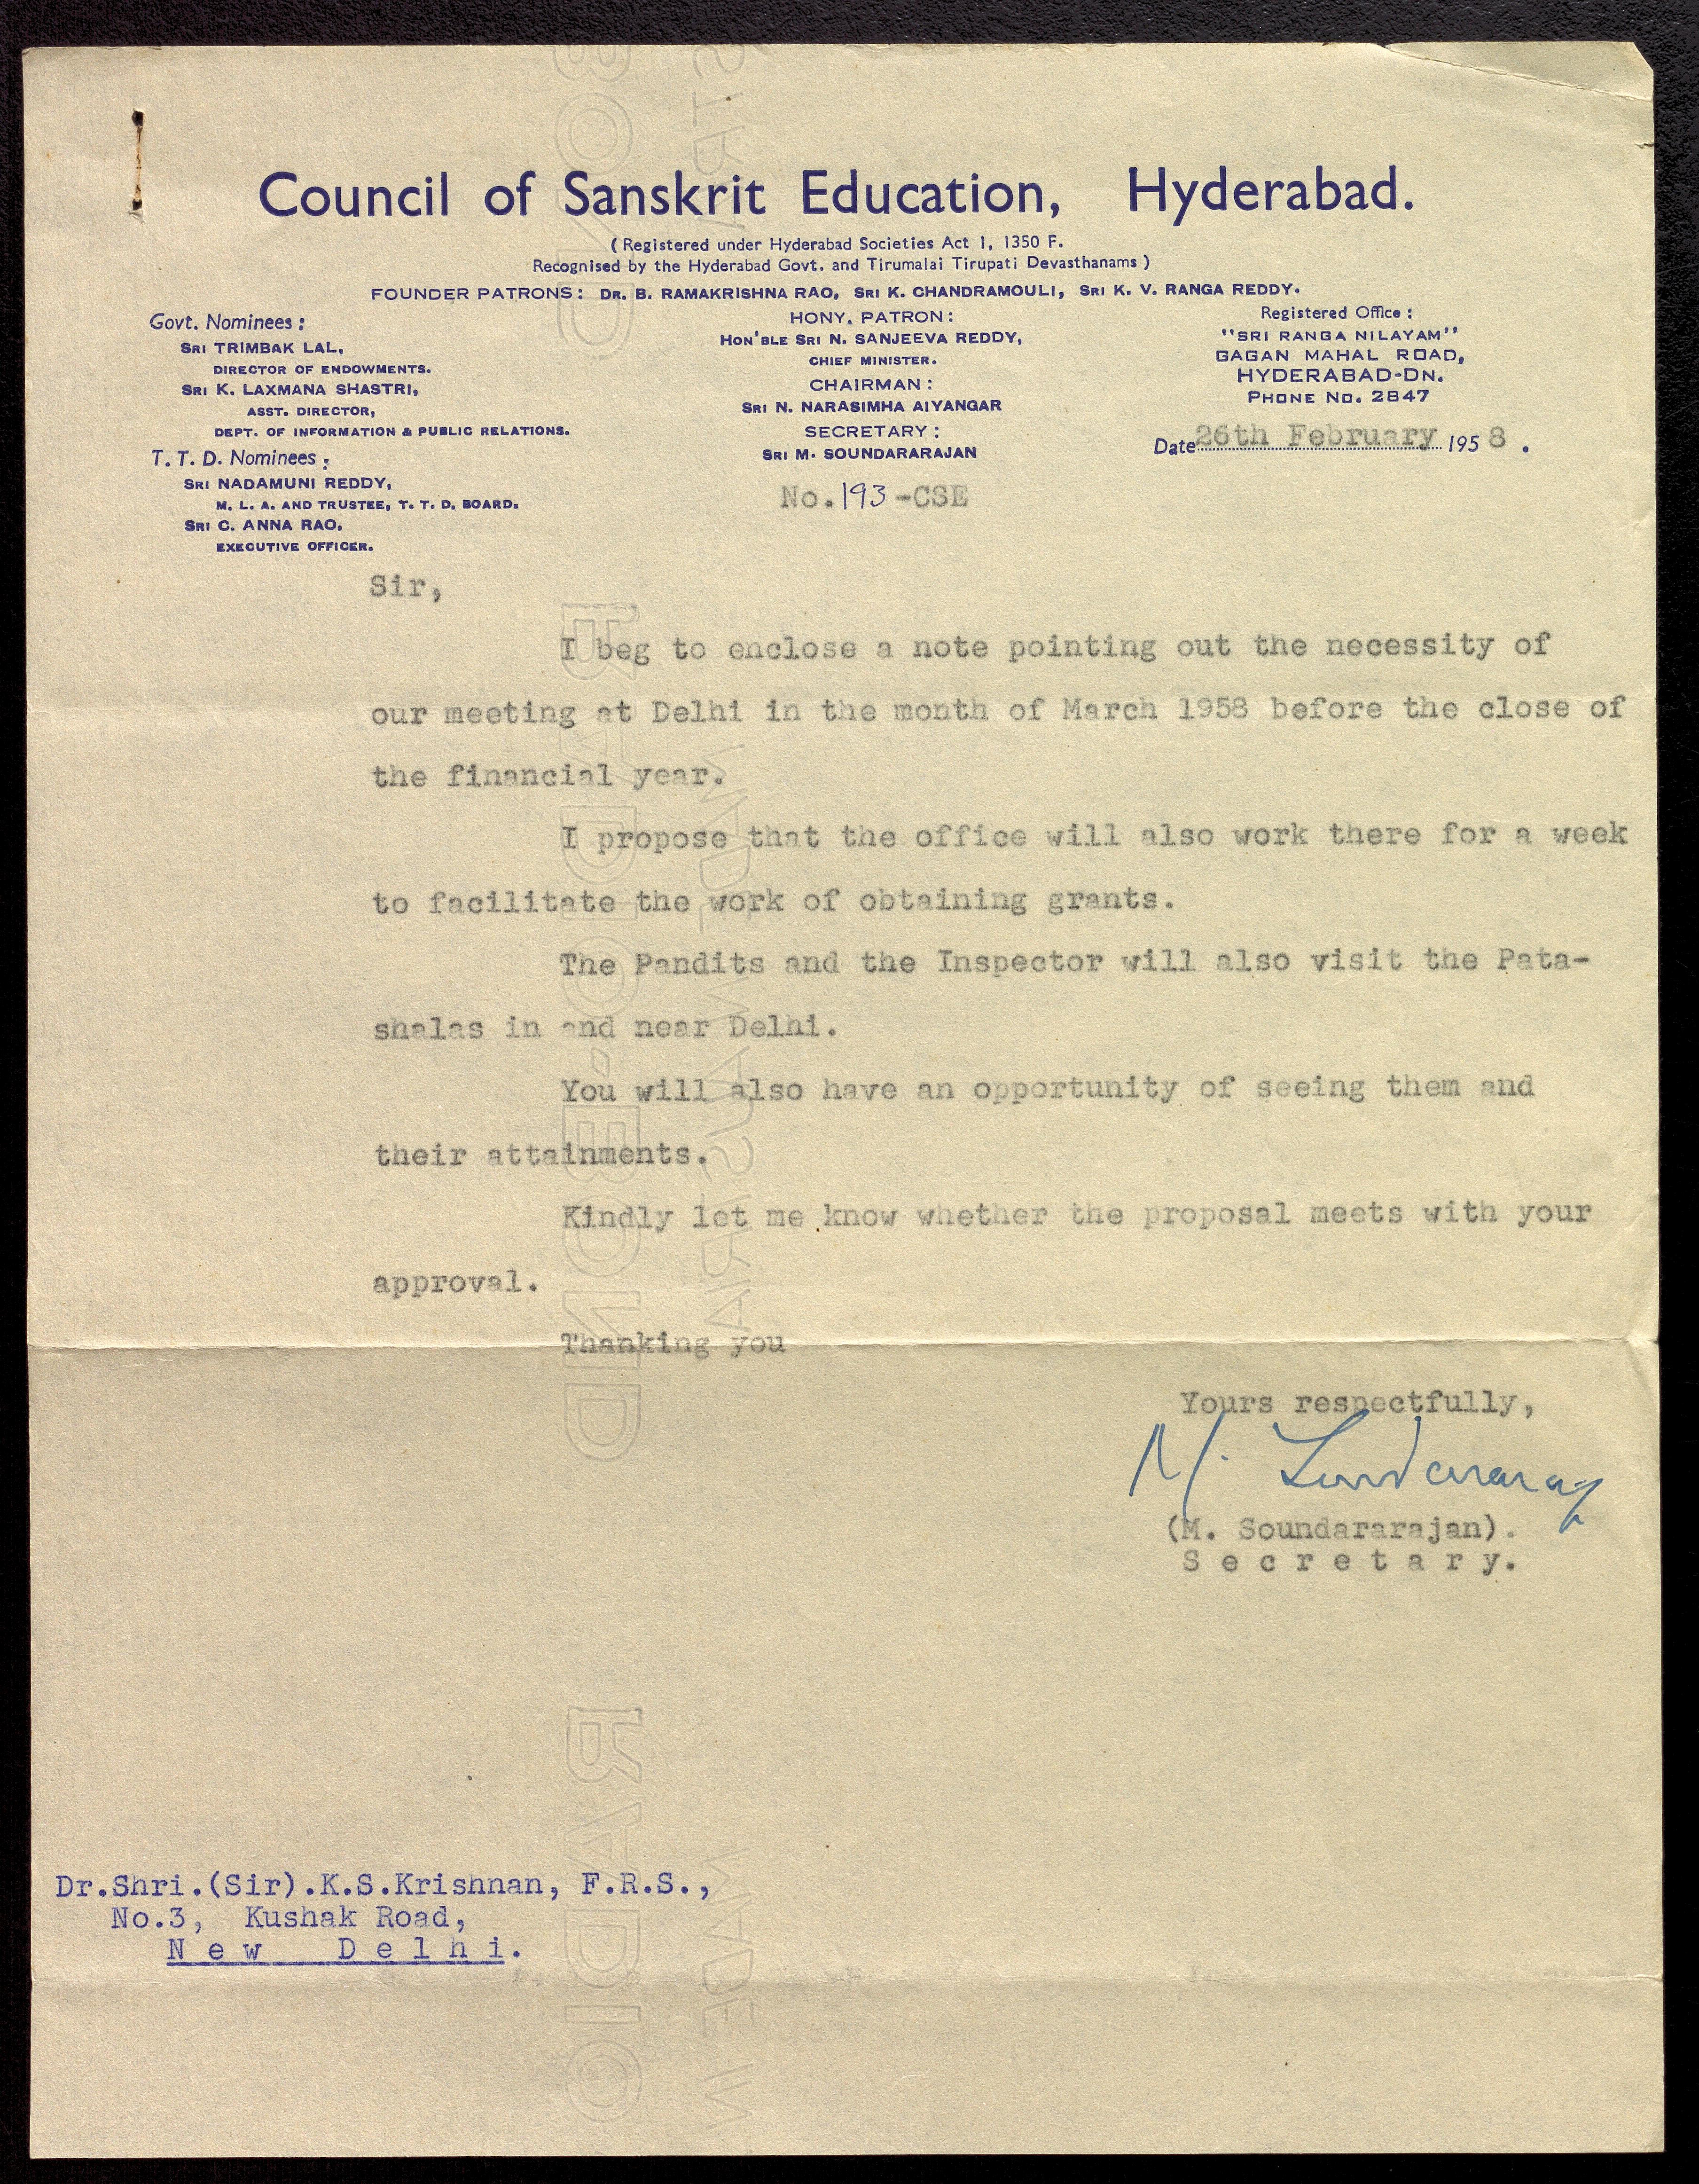 Council of Sanskrit Education, Hyderabad.
(Registered under Hyderabad Societies Act 1, 1350 F.
Recognised by the Hyderabad Govt. and Tirumalai Tirupati Devasthanams)
FOUNDER PATRONS: DR. B. RAMAKRISHNA RAO, SRI K. CHANDRAMOULI, SRI K. V. RANGA REDDY.
Govt. Nominees:
SRI TRIMBAK LAL,
DIRECTOR OF ENDOWMENTS.
SRI K. LAXMANA SHASTRI,
ASST. DIRECTOR,
DEPT. OF INFORMATION & PUBLIC RELATIONS.
T. T. D. Nominees:
SRI NADAMUNI REDDY,
M. L. A. AND TRUSTEE, T. T. D. BOARD.
SRI C. ANNA RAO,
EXECUTIVE OFFICER.
HONY. PATRON:
HON'BLE SRI N. SANJEEVA REDDY,
CHIEF MINISTER.
CHAIRMAN:
SRI N. NARASIMHA AIYANGAR
SECRETARY:
SRI M. SOUNDARARAJAN
No.193-CSE
Registered Office:
"SRI RANGA NILAYAM"
GAGAN MAHAL ROAD,
HYDERABAD-DN.
PHONE NO. 2847
Date 26th February 1958.
Sir,
I beg to enclose a note pointing out the necessity of
our meeting at Delhi in the month of March 1958 before the close of
the financial year.
I propose that the office will also work there for a week
to facilitate the work of obtaining grants.
The Pandits and the Inspector will also visit the Pata-
shalas in and near Delhi.
You will also have an opportunity of seeing them and
their attainments.
Kindly let me know whether the proposal meets with your
approval.
Thanking you
Yours respectfully,
M. Soundararaj
(M. Soundararajan).
Secretary.
Dr.Shri.(Sir).K.S.Krishnan, F.R.S.,
No.3, Kushak Road,
New Delhi.